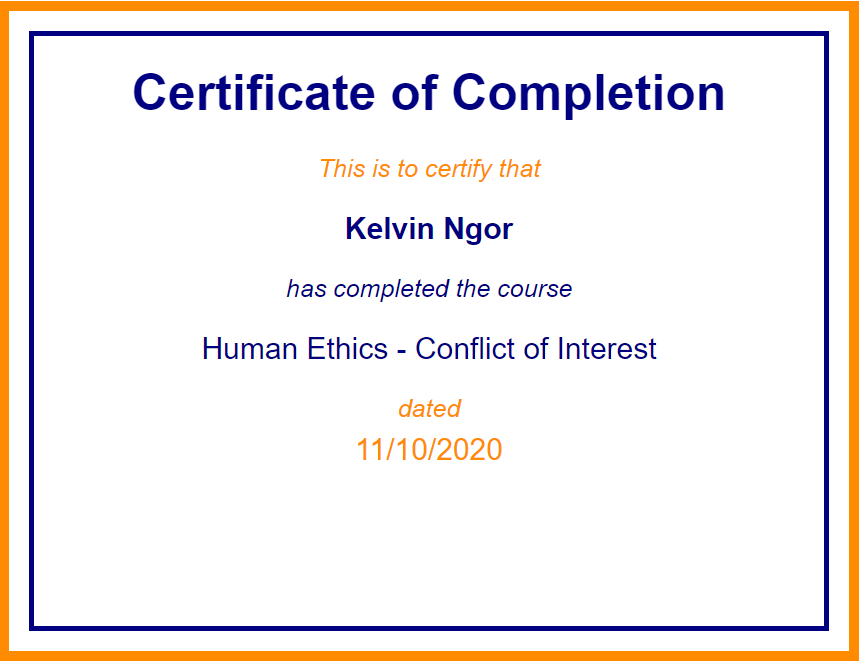 Certificate of Completion
This is to certify that
Kelvin Ngor
has completed the course
Human Ethics - Conflict of Interest
dated
11/10/2020